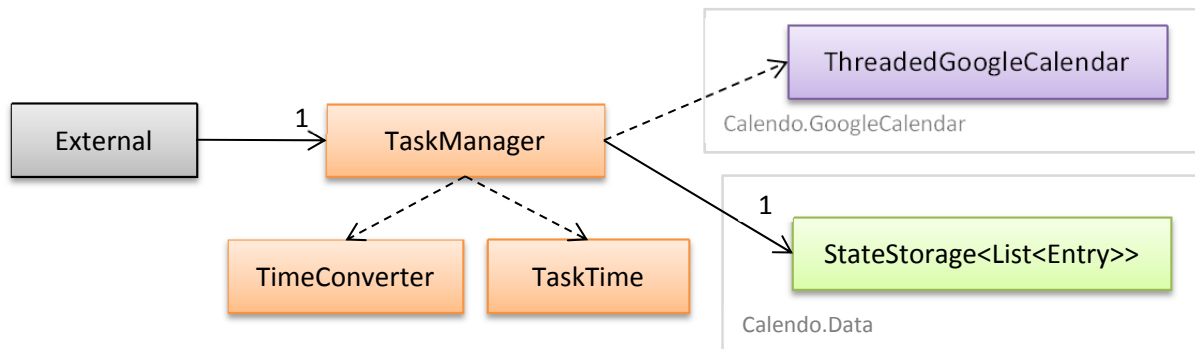 ThreadedGoogleCalendar
Calendo.GoogleCalendar
External
1
TaskManager
1
TimeConverter
TaskTime
StateStorage<List<Entry>>
Calendo.Data